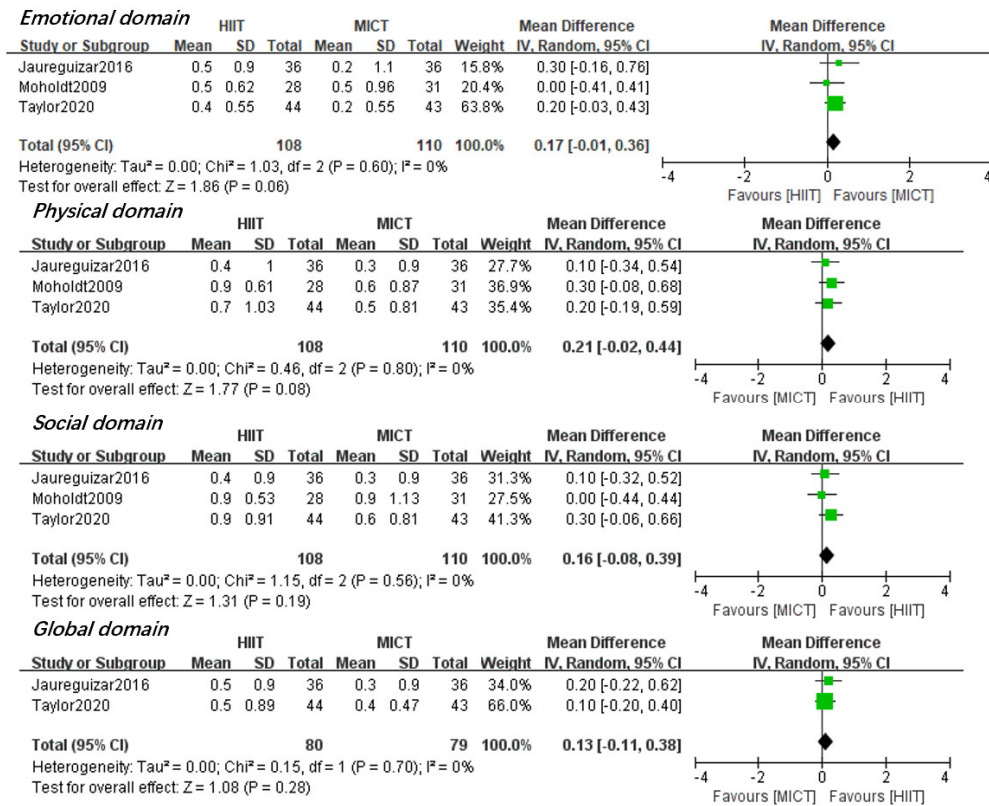 Emotional domain
HIIT MICT Mean Difference Mean Difference
Study or Subgroup Mean SD Total Mean SD Total Weight IV, Random, 95% CI IV, Random, 95% CI
Jaureguizar2016 0.5 0.9 36 0.2 1.1 36 15.8% 0.30 [-0.16, 0.76]
Moholdt2009 0.5 0.62 28 0.5 0.96 31 20.4% 0.00 [-0.41, 0.41]
Taylor2020 0.4 0.55 44 0.2 0.55 43 63.8% 0.20 [-0.03, 0.43]
Total (95% CI) 108 110 100.0% 0.17 [-0.01, 0.36]
Heterogeneity: Tau² = 0.00; Chi² = 1.03, df = 2 (P = 0.60); I² = 0%
Test for overall effect: Z = 1.86 (P = 0.06)
-4 -2 0 2 4
Favours [HIIT] Favours [MICT]
Physical domain
HIIT MICT Mean Difference Mean Difference
Study or Subgroup Mean SD Total Mean SD Total Weight IV, Random, 95% CI IV, Random, 95% CI
Jaureguizar2016 0.4 1 36 0.3 0.9 36 27.7% 0.10 [-0.34, 0.54]
Moholdt2009 0.9 0.61 28 0.6 0.87 31 36.9% 0.30 [-0.08, 0.68]
Taylor2020 0.7 1.03 44 0.5 0.81 43 35.4% 0.20 [-0.19, 0.59]
Total (95% CI) 108 110 100.0% 0.21 [-0.02, 0.44]
Heterogeneity: Tau² = 0.00; Chi² = 0.46, df = 2 (P = 0.80); I² = 0%
Test for overall effect: Z = 1.77 (P = 0.08)
-4 -2 0 2 4
Favours [MICT] Favours [HIIT]
Social domain
HIIT MICT Mean Difference Mean Difference
Study or Subgroup Mean SD Total Mean SD Total Weight IV, Random, 95% CI IV, Random, 95% CI
Jaureguizar2016 0.4 0.9 36 0.3 0.9 36 31.3% 0.10 [-0.32, 0.52]
Moholdt2009 0.9 0.53 28 0.9 1.13 31 27.5% 0.00 [-0.44, 0.44]
Taylor2020 0.9 0.91 44 0.6 0.81 43 41.3% 0.30 [-0.06, 0.66]
Total (95% CI) 108 110 100.0% 0.16 [-0.08, 0.39]
Heterogeneity: Tau² = 0.00; Chi² = 1.15, df = 2 (P = 0.56); I² = 0%
Test for overall effect: Z = 1.31 (P = 0.19)
-4 -2 0 2 4
Favours [MICT] Favours [HIIT]
Global domain
HIIT MICT Mean Difference Mean Difference
Study or Subgroup Mean SD Total Mean SD Total Weight IV, Random, 95% CI IV, Random, 95% CI
Jaureguizar2016 0.5 0.9 36 0.3 0.9 36 34.0% 0.20 [-0.22, 0.62]
Taylor2020 0.5 0.89 44 0.4 0.47 43 66.0% 0.10 [-0.20, 0.40]
Total (95% CI) 80 79 100.0% 0.13 [-0.11, 0.38]
Heterogeneity: Tau² = 0.00; Chi² = 0.15, df = 1 (P = 0.70); I² = 0%
Test for overall effect: Z = 1.08 (P = 0.28)
-4 -2 0 2 4
Favours [MICT] Favours [HIIT]